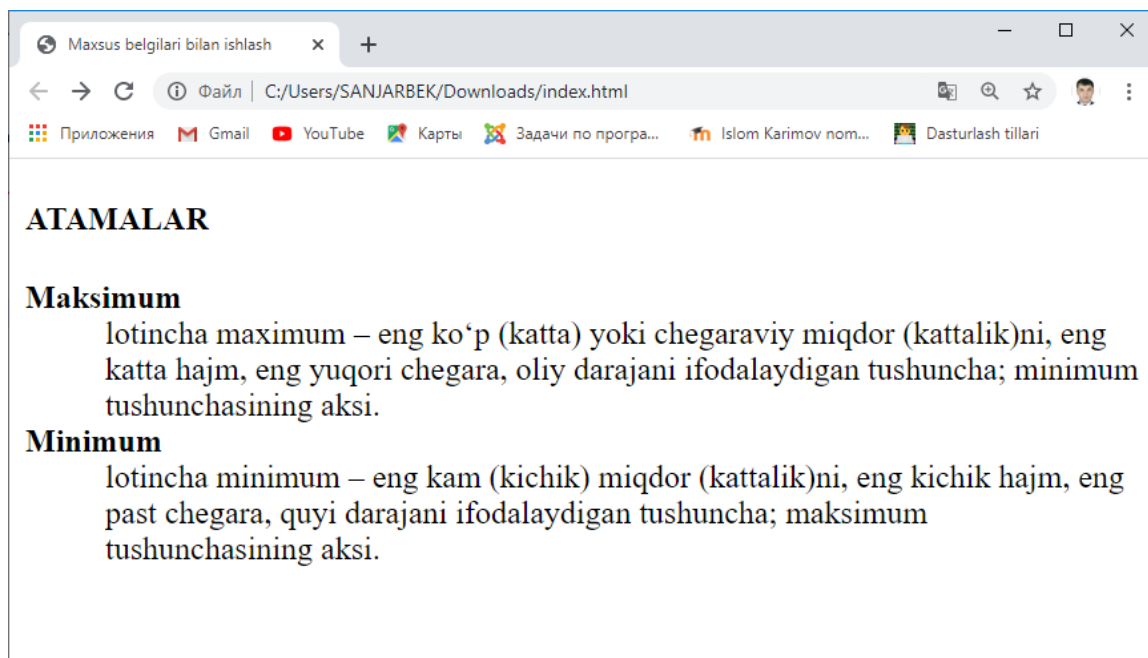 Maxsus belgilari bilan ishlash
Файл | C:/Users/SANJARBEK/Downloads/index.html
Приложения Gmail YouTube Карты Задачи по програ... Islom Karimov nom... Dasturlash tillari
ATAMALAR
Maksimum
lotincha maximum – eng ko‘p (katta) yoki chegaraviy miqdor (kattalik)ni, eng
katta hajm, eng yuqori chegara, oliy darajani ifodalaydigan tushuncha; minimum
tushunchasining aksi.
Minimum
lotincha minimum – eng kam (kichik) miqdor (kattalik)ni, eng kichik hajm, eng
past chegara, quyi darajani ifodalaydigan tushuncha; maksimum
tushunchasining aksi.